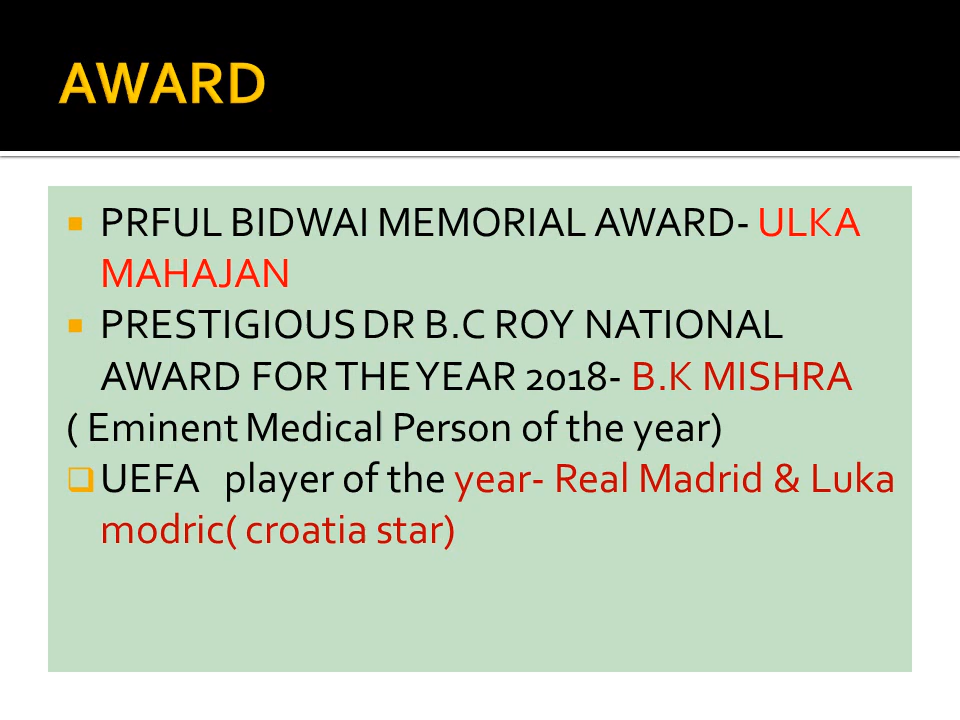 AWARD
PRFUL BIDWAI MEMORIAL AWARD- ULKA
MAHAJAN
PRESTIGIOUS DR B.C ROY NATIONAL
AWARD FOR THE YEAR 2018- B.K MISHRA
( Eminent Medical Person of the year)
UEFA player of the year- Real Madrid & Luka
modric( croatia star)